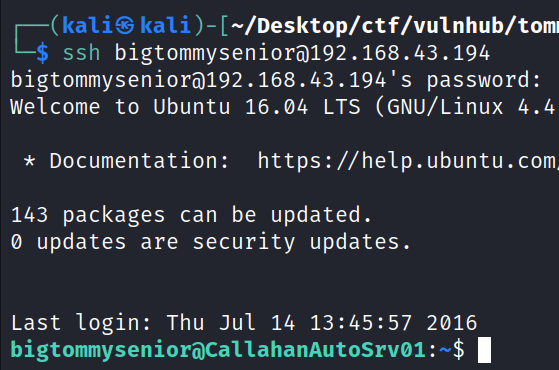 ┌──(kali㉿kali)-[~/Desktop/ctf/vulnhub/tomm
└─$ ssh bigtommysenior@192.168.43.194
bigtommysenior@192.168.43.194's password:
Welcome to Ubuntu 16.04 LTS (GNU/Linux 4.4
* Documentation:  https://help.ubuntu.com/
143 packages can be updated.
0 updates are security updates.
Last login: Thu Jul 14 13:45:57 2016
bigtommysenior@CallahanAutoSrv01:~$